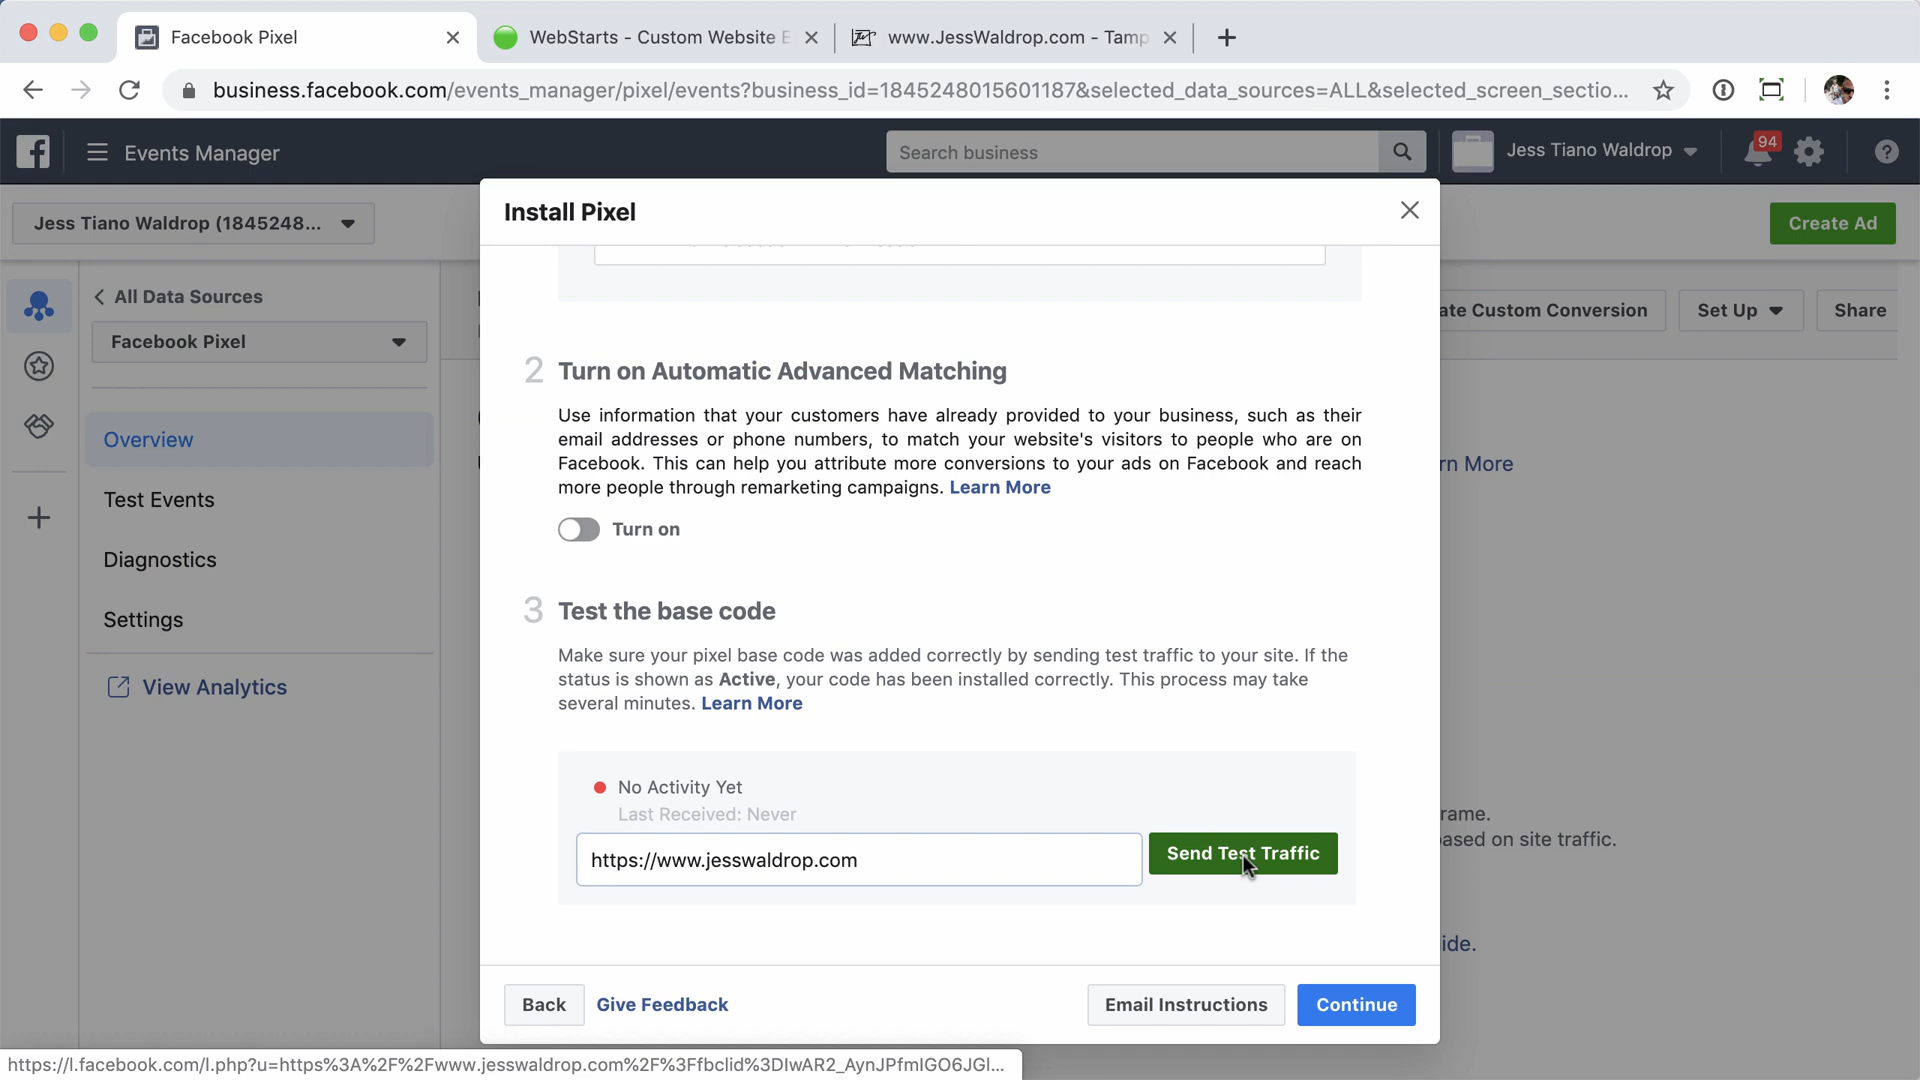 Facebook Pixel
WebStarts - Custom Website E
www.JessWaldrop.com - Tamp
business.facebook.com/events_manager/pixel/events?business_id=1845248015601187&selected_data_sources=ALL&selected_screen_sectio...
Events Manager
Search business
Jess Tiano Waldrop
94
Jess Tiano Waldrop (1845248...
Install Pixel
Create Ad
All Data Sources
ate Custom Conversion
Set Up
Share
Facebook Pixel
2 Turn on Automatic Advanced Matching
Use information that your customers have already provided to your business, such as their
email addresses or phone numbers, to match your website's visitors to people who are on
Facebook. This can help you attribute more conversions to your ads on Facebook and reach
more people through remarketing campaigns. Learn More
Overview
rn More
Test Events
Turn on
Diagnostics
3 Test the base code
Settings
Make sure your pixel base code was added correctly by sending test traffic to your site. If the
status is shown as Active, your code has been installed correctly. This process may take
several minutes. Learn More
View Analytics
No Activity Yet
Last Received: Never
rame.
ased on site traffic.
https://www.jesswaldrop.com
Send Test Traffic
ide.
Back
Give Feedback
Email Instructions
Continue
https://l.facebook.com/l.php?u=https%3A%2F%2Fwww.jesswaldrop.com%2F%3Ffbclid%3DIwAR2_AynJPfmIGO6JGl...